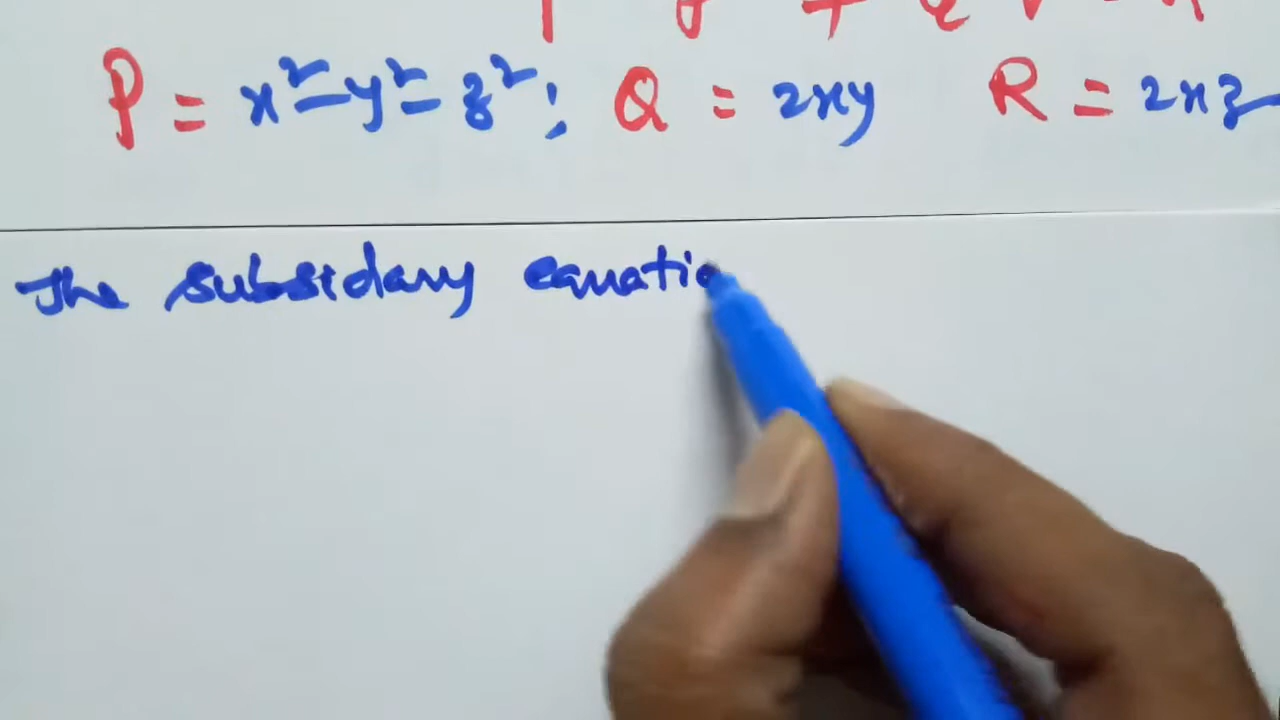 P = x²-y²-z²; Q = 2xy R = 2xz
The subsidary equatio